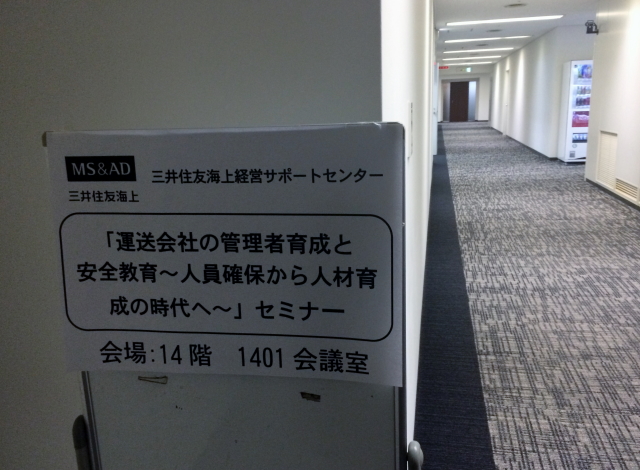 MS&AD
三井住友海上
三井住友海上経営サポートセンター
「運送会社の管理者育成と
安全教育～人員確保から人材育
成の時代へ～」セミナー
会場:14階 1401会議室